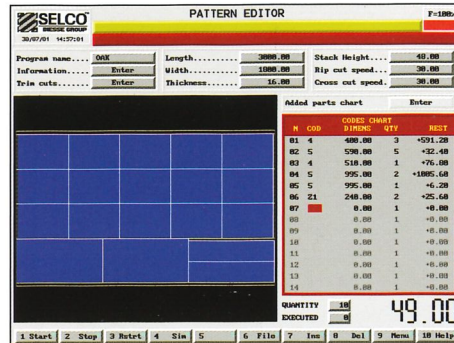 PATTERN EDITOR
F=100%
SELCO
BIESSE GROUP
30/07/01 14:57:01
Program name.... OAK
Length......... 3000.00
Stack Height.... 48.00
Information..... Enter
Width.......... 1800.00
Rip cut speed... 30.00
Trim cuts....... Enter
Thickness...... 16.00
Cross cut speed. 30.00
Added parts chart Enter
CODES CHART
N COD DIMENS QTY REST
01 4 400.00 3 +591.20
02 5 590.00 5 +32.40
03 4 510.00 1 +76.80
04 5 995.00 2 +1005.60
05 5 995.00 1 +6.20
06 Z1 240.00 2 +25.60
07 0.00 1 +0.00
08 0.00 1 +0.00
09 0.00 1 +0.00
10 0.00 1 +0.00
11 0.00 1 +0.00
12 0.00 1 +0.00
13 0.00 1 +0.00
14 0.00 1 +0.00
QUANTITY 10
EXECUTED 0
49.00
1 Start 2 Stop 3 Rstrt 4 Sim 5 6 File 7 Ins 8 Del 9 Menu 10 Help